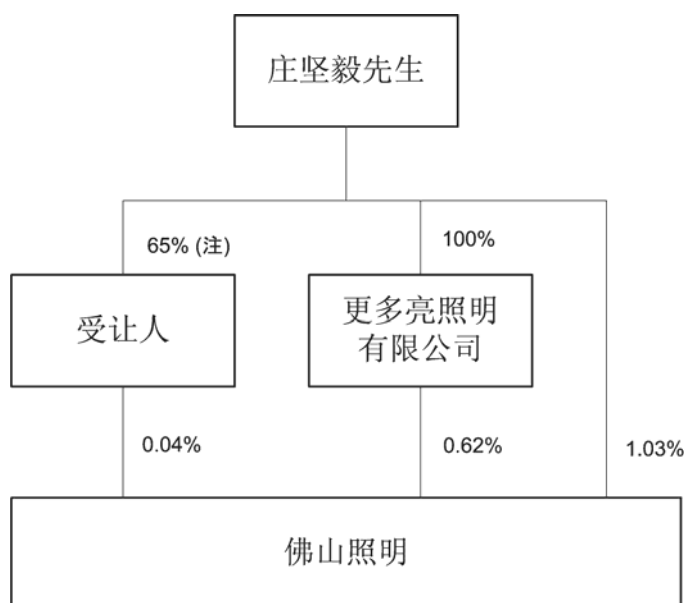 庄坚毅先生
65% (注)
100%
受让人
更多亮照明
有限公司
0.04%
0.62%
1.03%
佛山照明